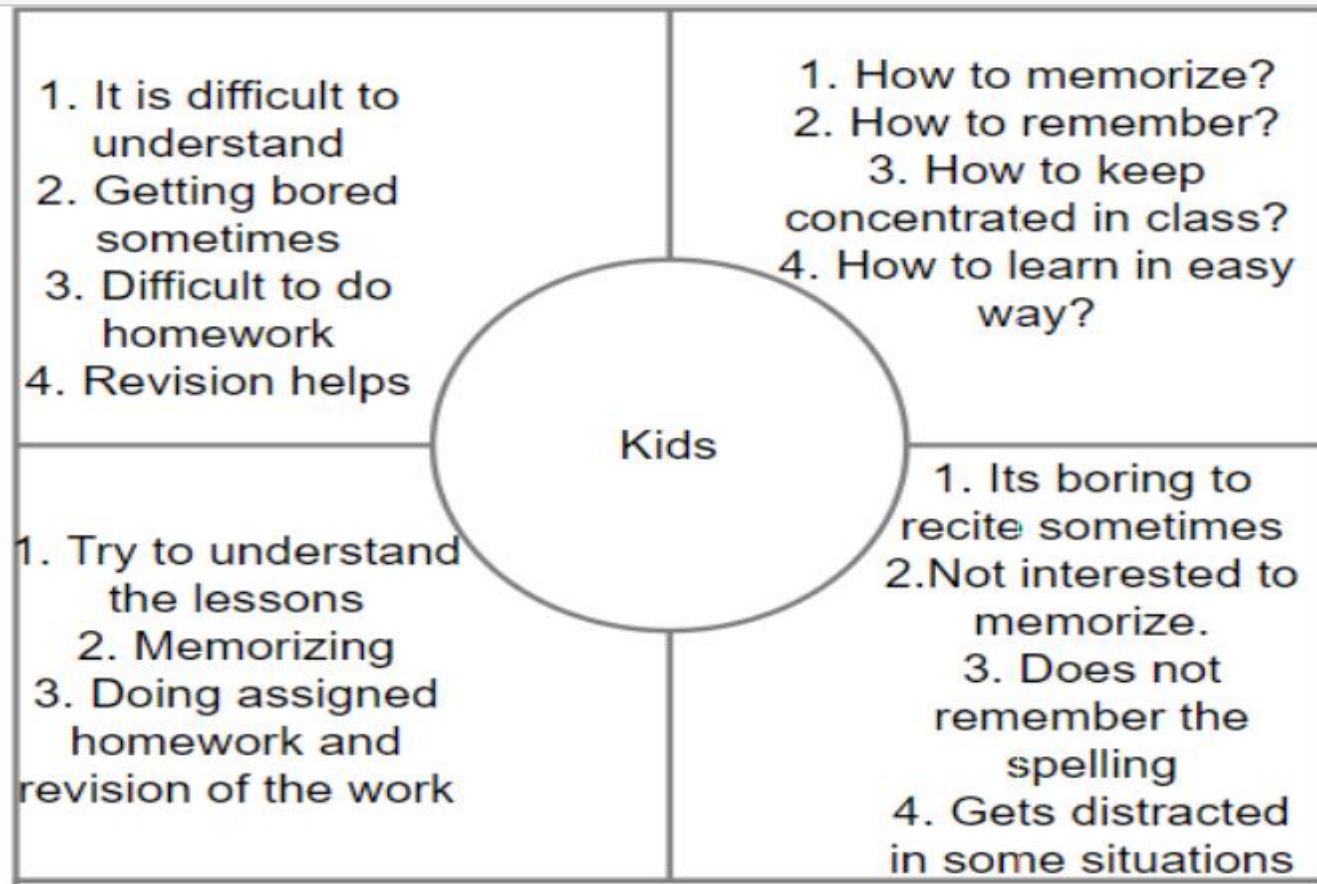 1. It is difficult to
understand
2. Getting bored
sometimes
3. Difficult to do
homework
4. Revision helps
1. How to memorize?
2. How to remember?
3. How to keep
concentrated in class?
4. How to learn in easy
way?
Kids
1. Try to understand
the lessons
2. Memorizing
3. Doing assigned
homework and
revision of the work
1. Its boring to
recite sometimes
2.Not interested to
memorize.
3. Does not
remember the
spelling
4. Gets distracted
in some situations